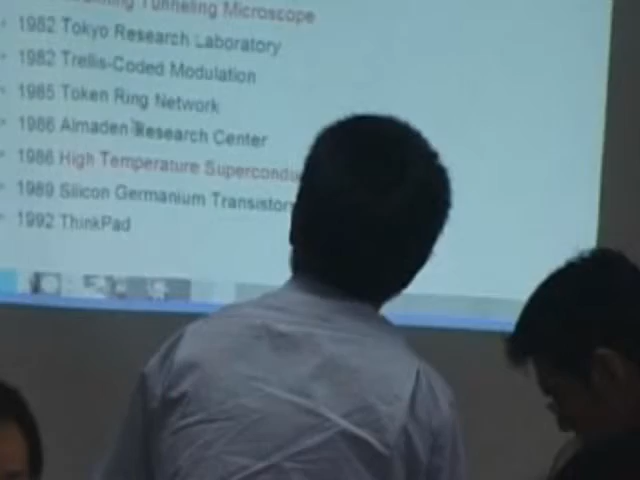 Tunneling Microscope
1982 Tokyo Research Laboratory
1982 Trellis-Coded Modulation
1985 Token Ring Network
1986 Almaden Research Center
1986 High Temperature
1989 Silicon Germanium Transistor
1992 ThinkPad